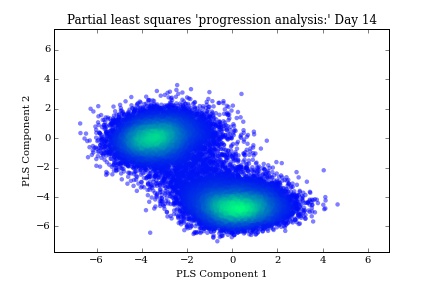 Partial least squares 'progression analysis:' Day 14
6
4
2
0
−2
−4
−6
PLS Component 2
−6 −4 −2 0 2 4 6
PLS Component 1